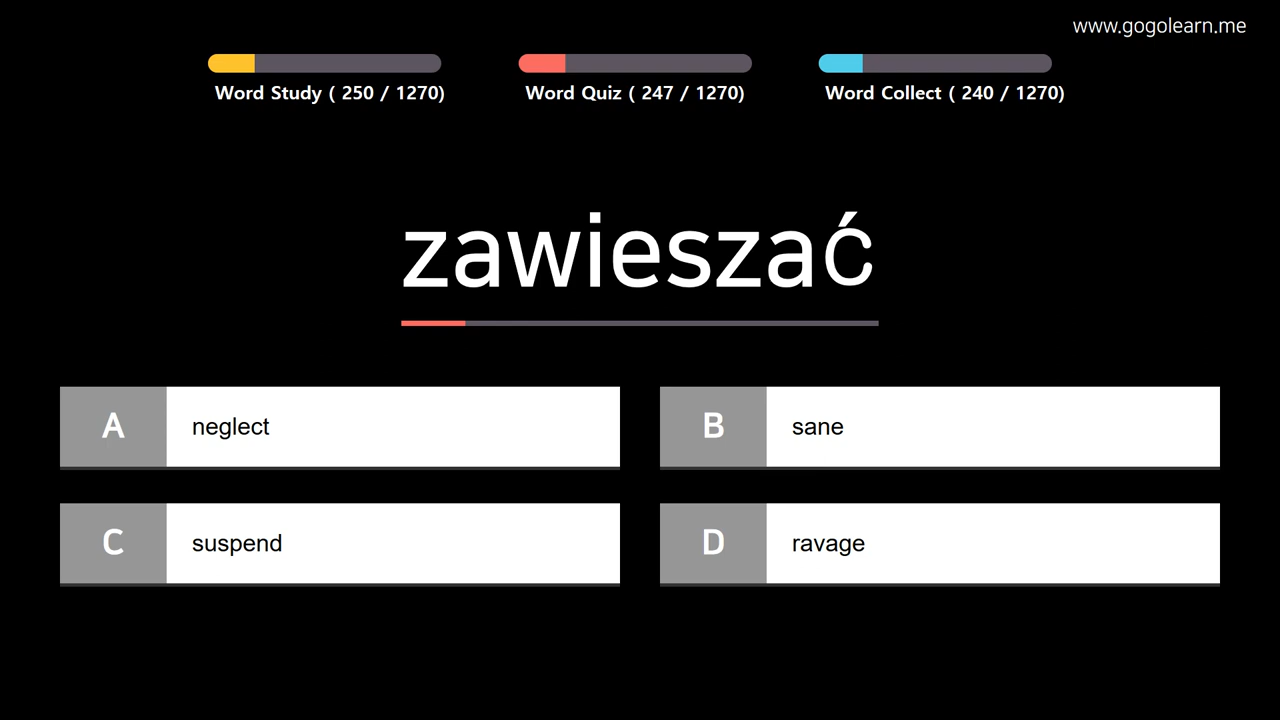 www.gogolearn.me
Word Study ( 250 / 1270)
Word Quiz ( 247 / 1270)
Word Collect ( 240 / 1270)
zawieszać
A neglect
B sane
C suspend
D ravage